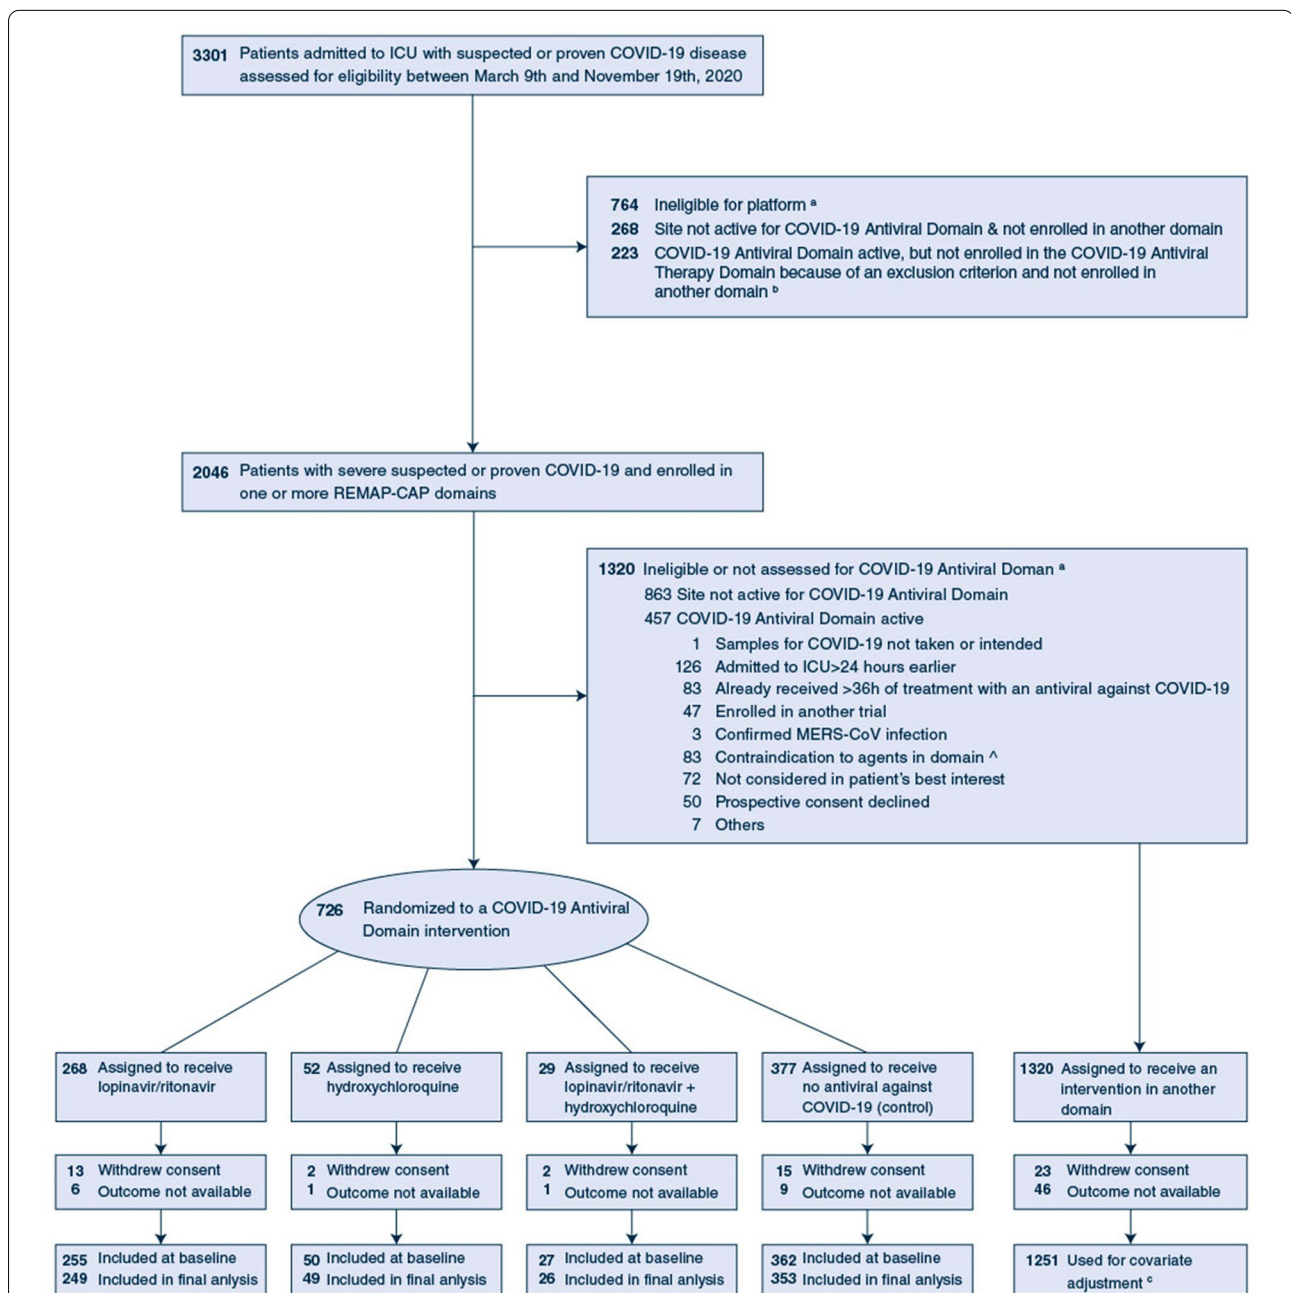 3301 Patients admitted to ICU with suspected or proven COVID-19 disease
assessed for eligibility between March 9th and November 19th, 2020
764 Ineligible for platform a
268 Site not active for COVID-19 Antiviral Domain & not enrolled in another domain
223 COVID-19 Antiviral Domain active, but not enrolled in the COVID-19 Antiviral
Therapy Domain because of an exclusion criterion and not enrolled in
another domain b
2046 Patients with severe suspected or proven COVID-19 and enrolled in
one or more REMAP-CAP domains
1320 Ineligible or not assessed for COVID-19 Antiviral Doman a
863 Site not active for COVID-19 Antiviral Domain
457 COVID-19 Antiviral Domain active
1 Samples for COVID-19 not taken or intended
126 Admitted to ICU>24 hours earlier
83 Already received >36h of treatment with an antiviral against COVID-19
47 Enrolled in another trial
3 Confirmed MERS-CoV infection
83 Contraindication to agents in domain ^
72 Not considered in patient's best interest
50 Prospective consent declined
7 Others
726 Randomized to a COVID-19 Antiviral
Domain intervention
268 Assigned to receive
lopinavir/ritonavir
52 Assigned to receive
hydroxychloroquine
29 Assigned to receive
lopinavir/ritonavir +
hydroxychloroquine
377 Assigned to receive
no antiviral against
COVID-19 (control)
1320 Assigned to receive an
intervention in another
domain
13 Withdrew consent
6 Outcome not available
2 Withdrew consent
1 Outcome not available
2 Withdrew consent
1 Outcome not available
15 Withdrew consent
9 Outcome not available
23 Withdrew consent
46 Outcome not available
255 Included at baseline
249 Included in final anlysis
50 Included at baseline
49 Included in final anlysis
27 Included at baseline
26 Included in final anlysis
362 Included at baseline
353 Included in final anlysis
1251 Used for covariate
adjustment c